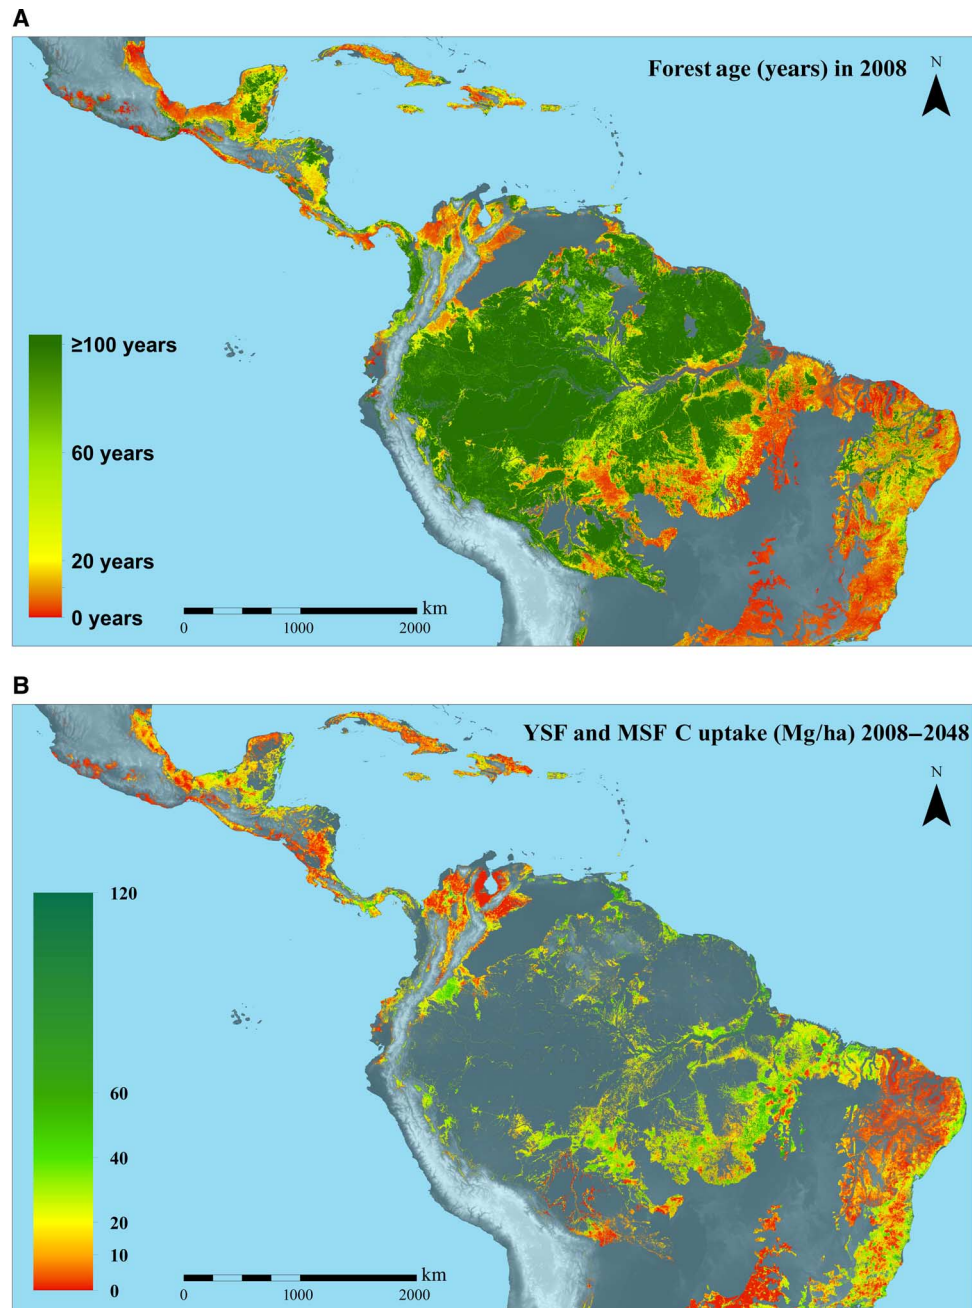 A
Forest age (years) in 2008
N
≥100 years
60 years
20 years
0 years
km
0 1000 2000
B
YSF and MSF C uptake (Mg/ha) 2008–2048
N
120
60
40
20
10
0
km
0 1000 2000